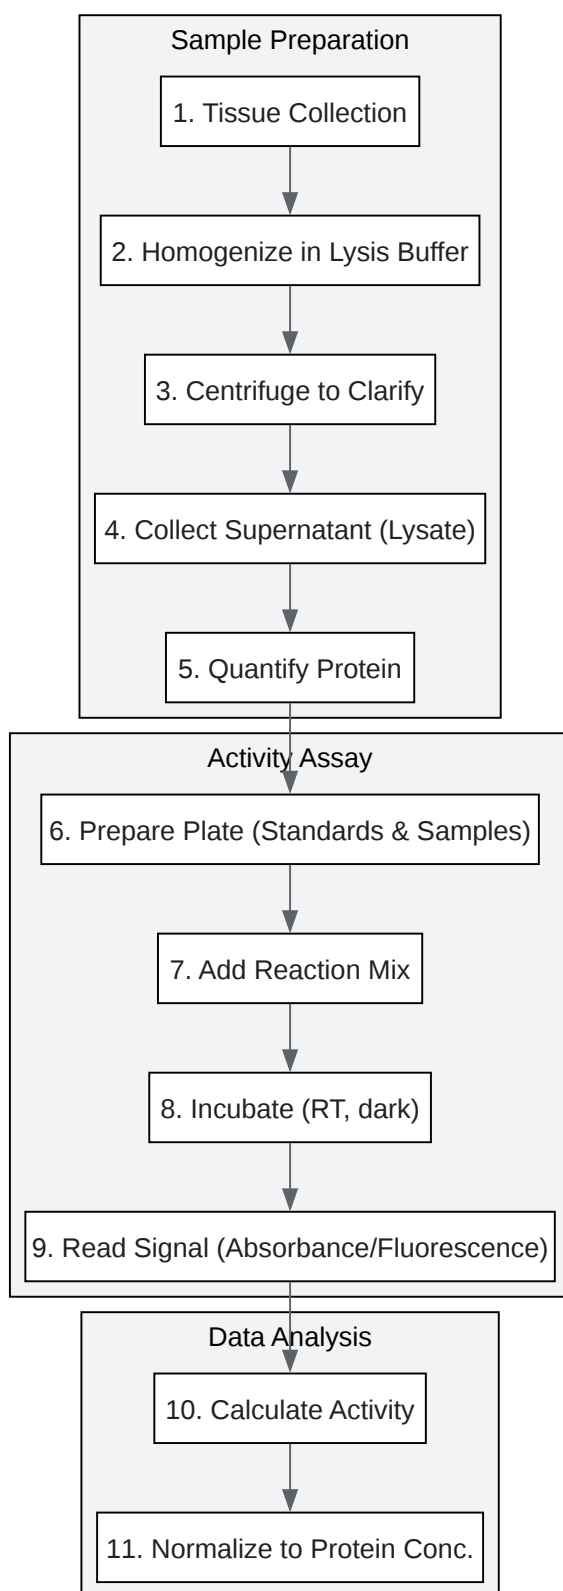 Sample Preparation
1. Tissue Collection
2. Homogenize in Lysis Buffer
3. Centrifuge to Clarify
4. Collect Supernatant (Lysate)
5. Quantify Protein
Activity Assay
6. Prepare Plate (Standards & Samples)
7. Add Reaction Mix
8. Incubate (RT, dark)
9. Read Signal (Absorbance/Fluorescence)
Data Analysis
10. Calculate Activity
11. Normalize to Protein Conc.